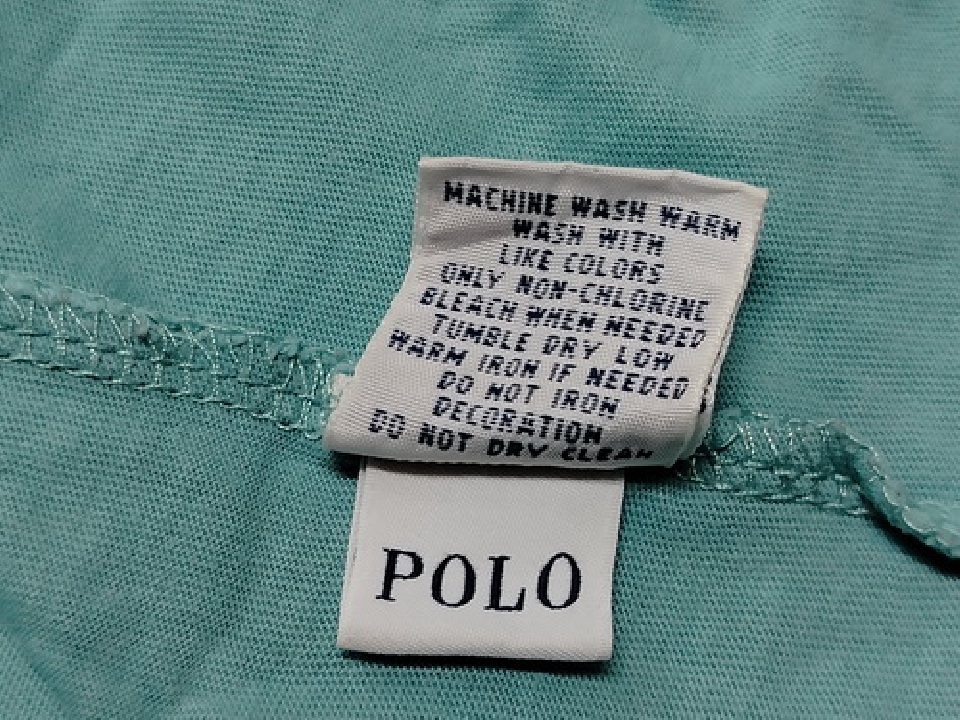 MACHINE WASH WARM
WASH WITH
LIKE COLORS
ONLY NON-CHLORINE
BLEACH WHEN NEEDED
TUMBLE DRY LOW
WARM IRON IF NEEDED
DO NOT IRON
DECORATION
DO NOT DRY CLEAN
POLO